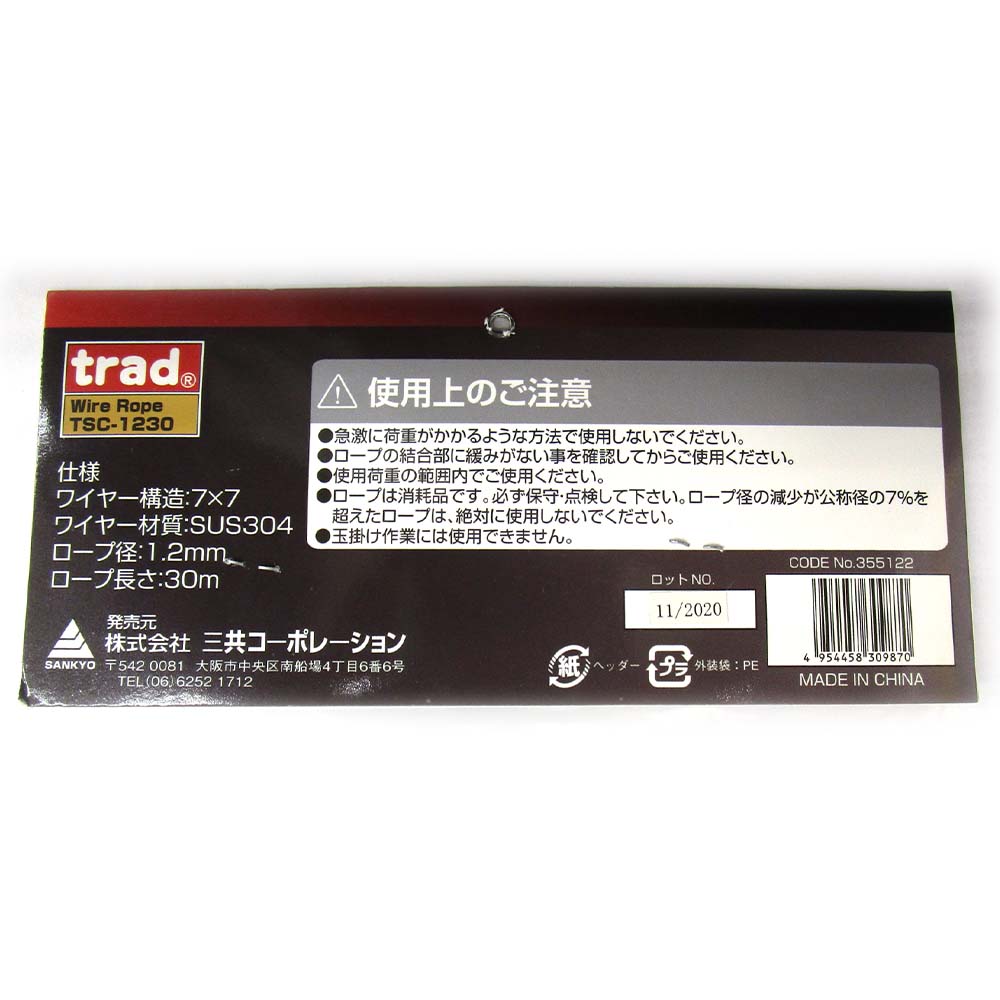 trad®
Wire Rope
TSC-1230
仕様
ワイヤー構造:7×7
ワイヤー材質:SUS304
ロープ径:1.2mm
ロープ長さ:30m
使用上のご注意
●急激に荷重がかかるような方法で使用しないでください。
●ロープの結合部に緩みがない事を確認してからご使用ください。
●使用荷重の範囲内でご使用ください。
●ロープは消耗品です。必ず保守・点検して下さい。ロープ径の減少が公称径の7%を
超えたロープは、絶対に使用しないでください。
●玉掛け作業には使用できません。
発売元
株式会社 三共コーポレーション
SANKYO
〒542 0081 大阪市中央区南船場4丁目6番6号
TEL(06)6252 1712
ロットNO.
11/2020
紙 ヘッダー
プラ 外装袋:PE
CODE No.355122
4 954458 309870
MADE IN CHINA